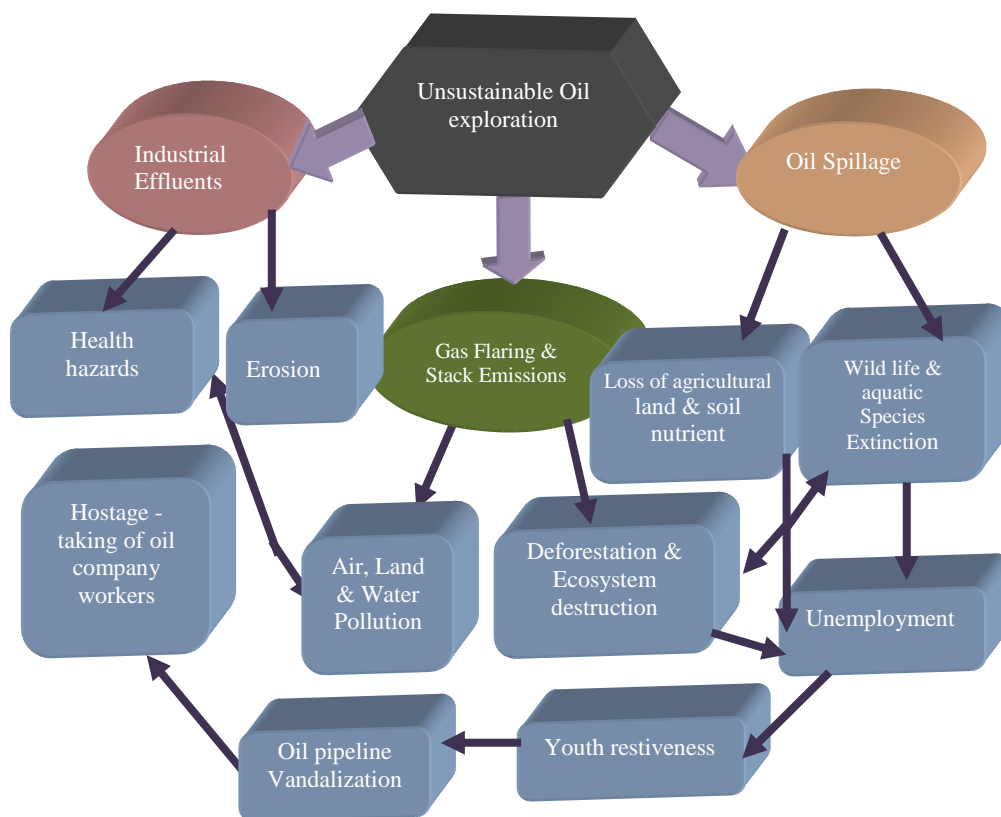 Unsustainable Oil
exploration
Industrial
Effluents
Oil Spillage
Health
hazards
Erosion
Gas Flaring &
Stack Emissions
Loss of agricultural
land & soil
nutrient
Wild life &
aquatic
Species
Extinction
Hostage -
taking of oil
company
workers
Air, Land
& Water
Pollution
Deforestation &
Ecosystem
destruction
Unemployment
Oil pipeline
Vandalization
Youth restiveness